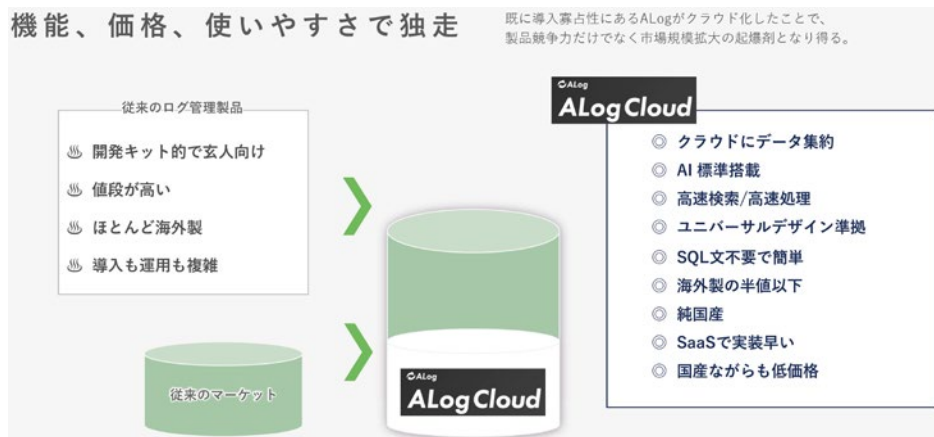 機能、価格、使いやすさで独走
既に導入寡占性にあるALogがクラウド化したことで、
製品競争力だけでなく市場規模拡大の起爆剤となり得る。
従来のログ管理製品
♨ 開発キット的で玄人向け
♨ 値段が高い
♨ ほとんど海外製
♨ 導入も運用も複雑
従来のマーケット
ALog
ALog Cloud
ALog
ALog Cloud
◎ クラウドにデータ集約
◎ AI 標準搭載
◎ 高速検索/高速処理
◎ ユニバーサルデザイン準拠
◎ SQL文不要で簡単
◎ 海外製の半値以下
◎ 純国産
◎ SaaSで実装早い
◎ 国産ながらも低価格